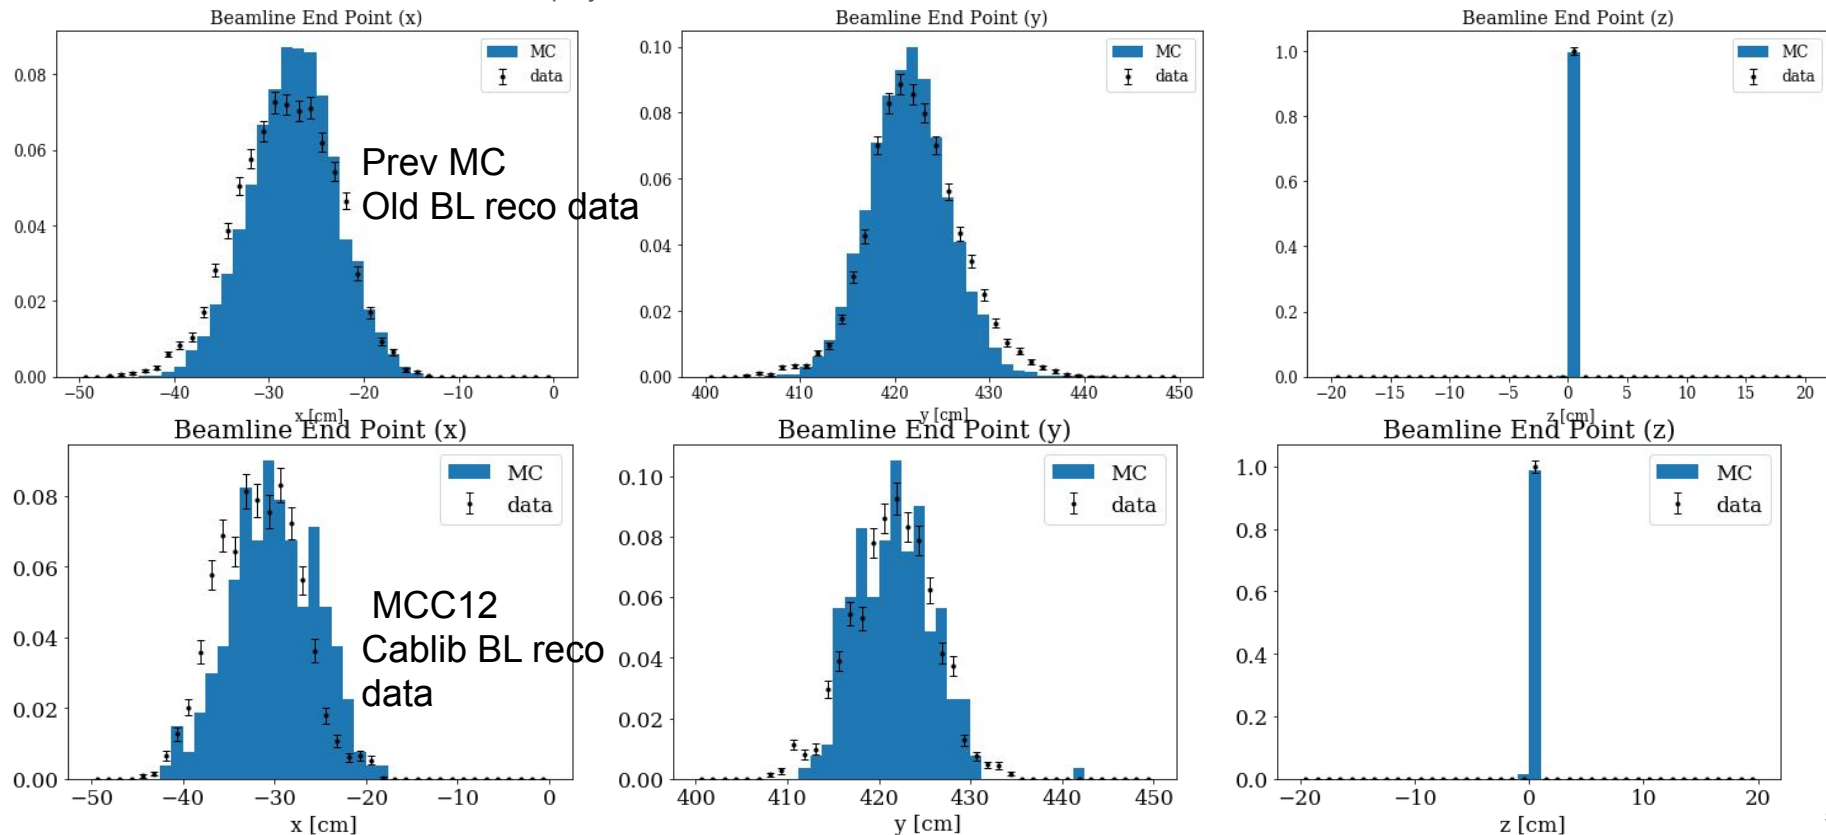 Beamline End Point (x)
MC
data
0.08
0.06
0.04
0.02
0.00
−50
−40
−30
−20
−10
0
x [cm]
Prev MC
Old BL reco data
Beamline End Point (y)
MC
data
0.10
0.08
0.06
0.04
0.02
0.00
400
410
420
430
440
450
y [cm]
Beamline End Point (z)
MC
data
1.0
0.8
0.6
0.4
0.2
0.0
−20
−15
−10
−5
0
5
10
15
20
z [cm]
Beamline End Point (x)
MC
data
0.08
0.06
0.04
0.02
0.00
−50
−40
−30
−20
−10
0
x [cm]
MCC12
Cablib BL reco
data
Beamline End Point (y)
MC
data
0.10
0.08
0.06
0.04
0.02
0.00
400
410
420
430
440
450
y [cm]
Beamline End Point (z)
MC
data
1.0
0.8
0.6
0.4
0.2
0.0
−20
−10
0
10
20
z [cm]